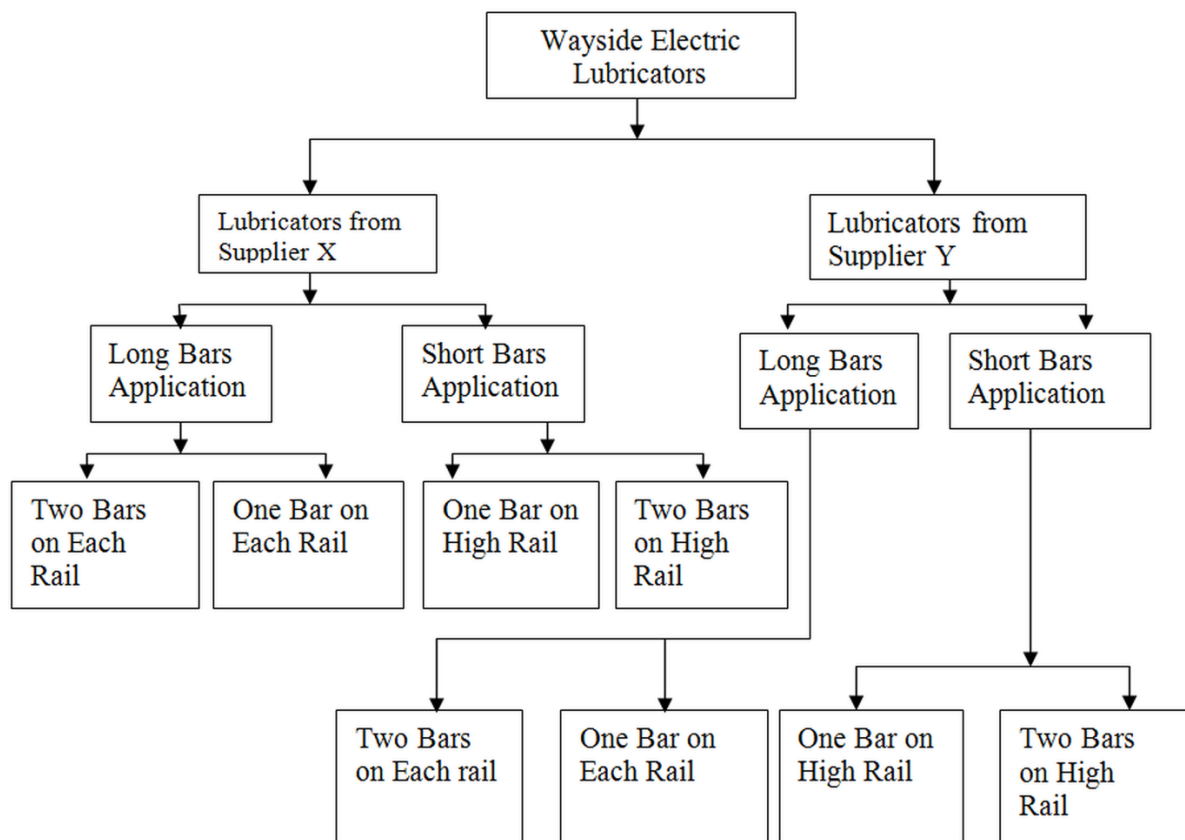 Wayside Electric
Lubricators
Lubricators from
Supplier X
Lubricators from
Supplier Y
Long Bars
Application
Short Bars
Application
Long Bars
Application
Short Bars
Application
Two Bars
on Each
Rail
One Bar on
Each Rail
One Bar on
High Rail
Two Bars
on High
Rail
Two Bars
on Each rail
One Bar on
Each Rail
One Bar on
High Rail
Two Bars
on High
Rail